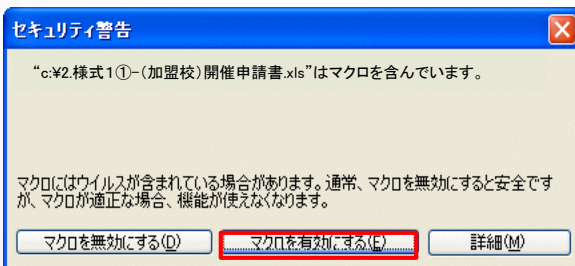 セキュリティ警告
“c:¥2.様式1①-(加盟校)開催申請書.xls”はマクロを含んでいます。
マクロにはウイルスが含まれている場合があります。通常、マクロを無効にすると安全です
が、マクロが適正な場合、機能が使えなくなります。
マクロを無効にする(D) マクロを有効にする(E) 詳細(M)